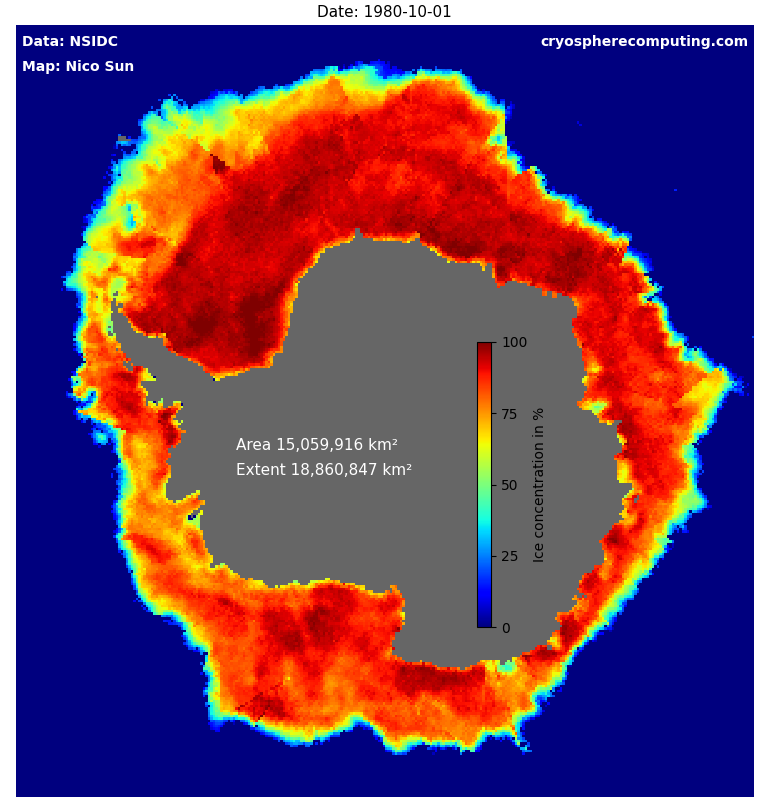 Date: 1980-10-01
Data: NSIDC
cryospherecomputing.com
Map: Nico Sun
Area 15,059,916 km²
Extent 18,860,847 km²
100
75
50
25
0
Ice concentration in %